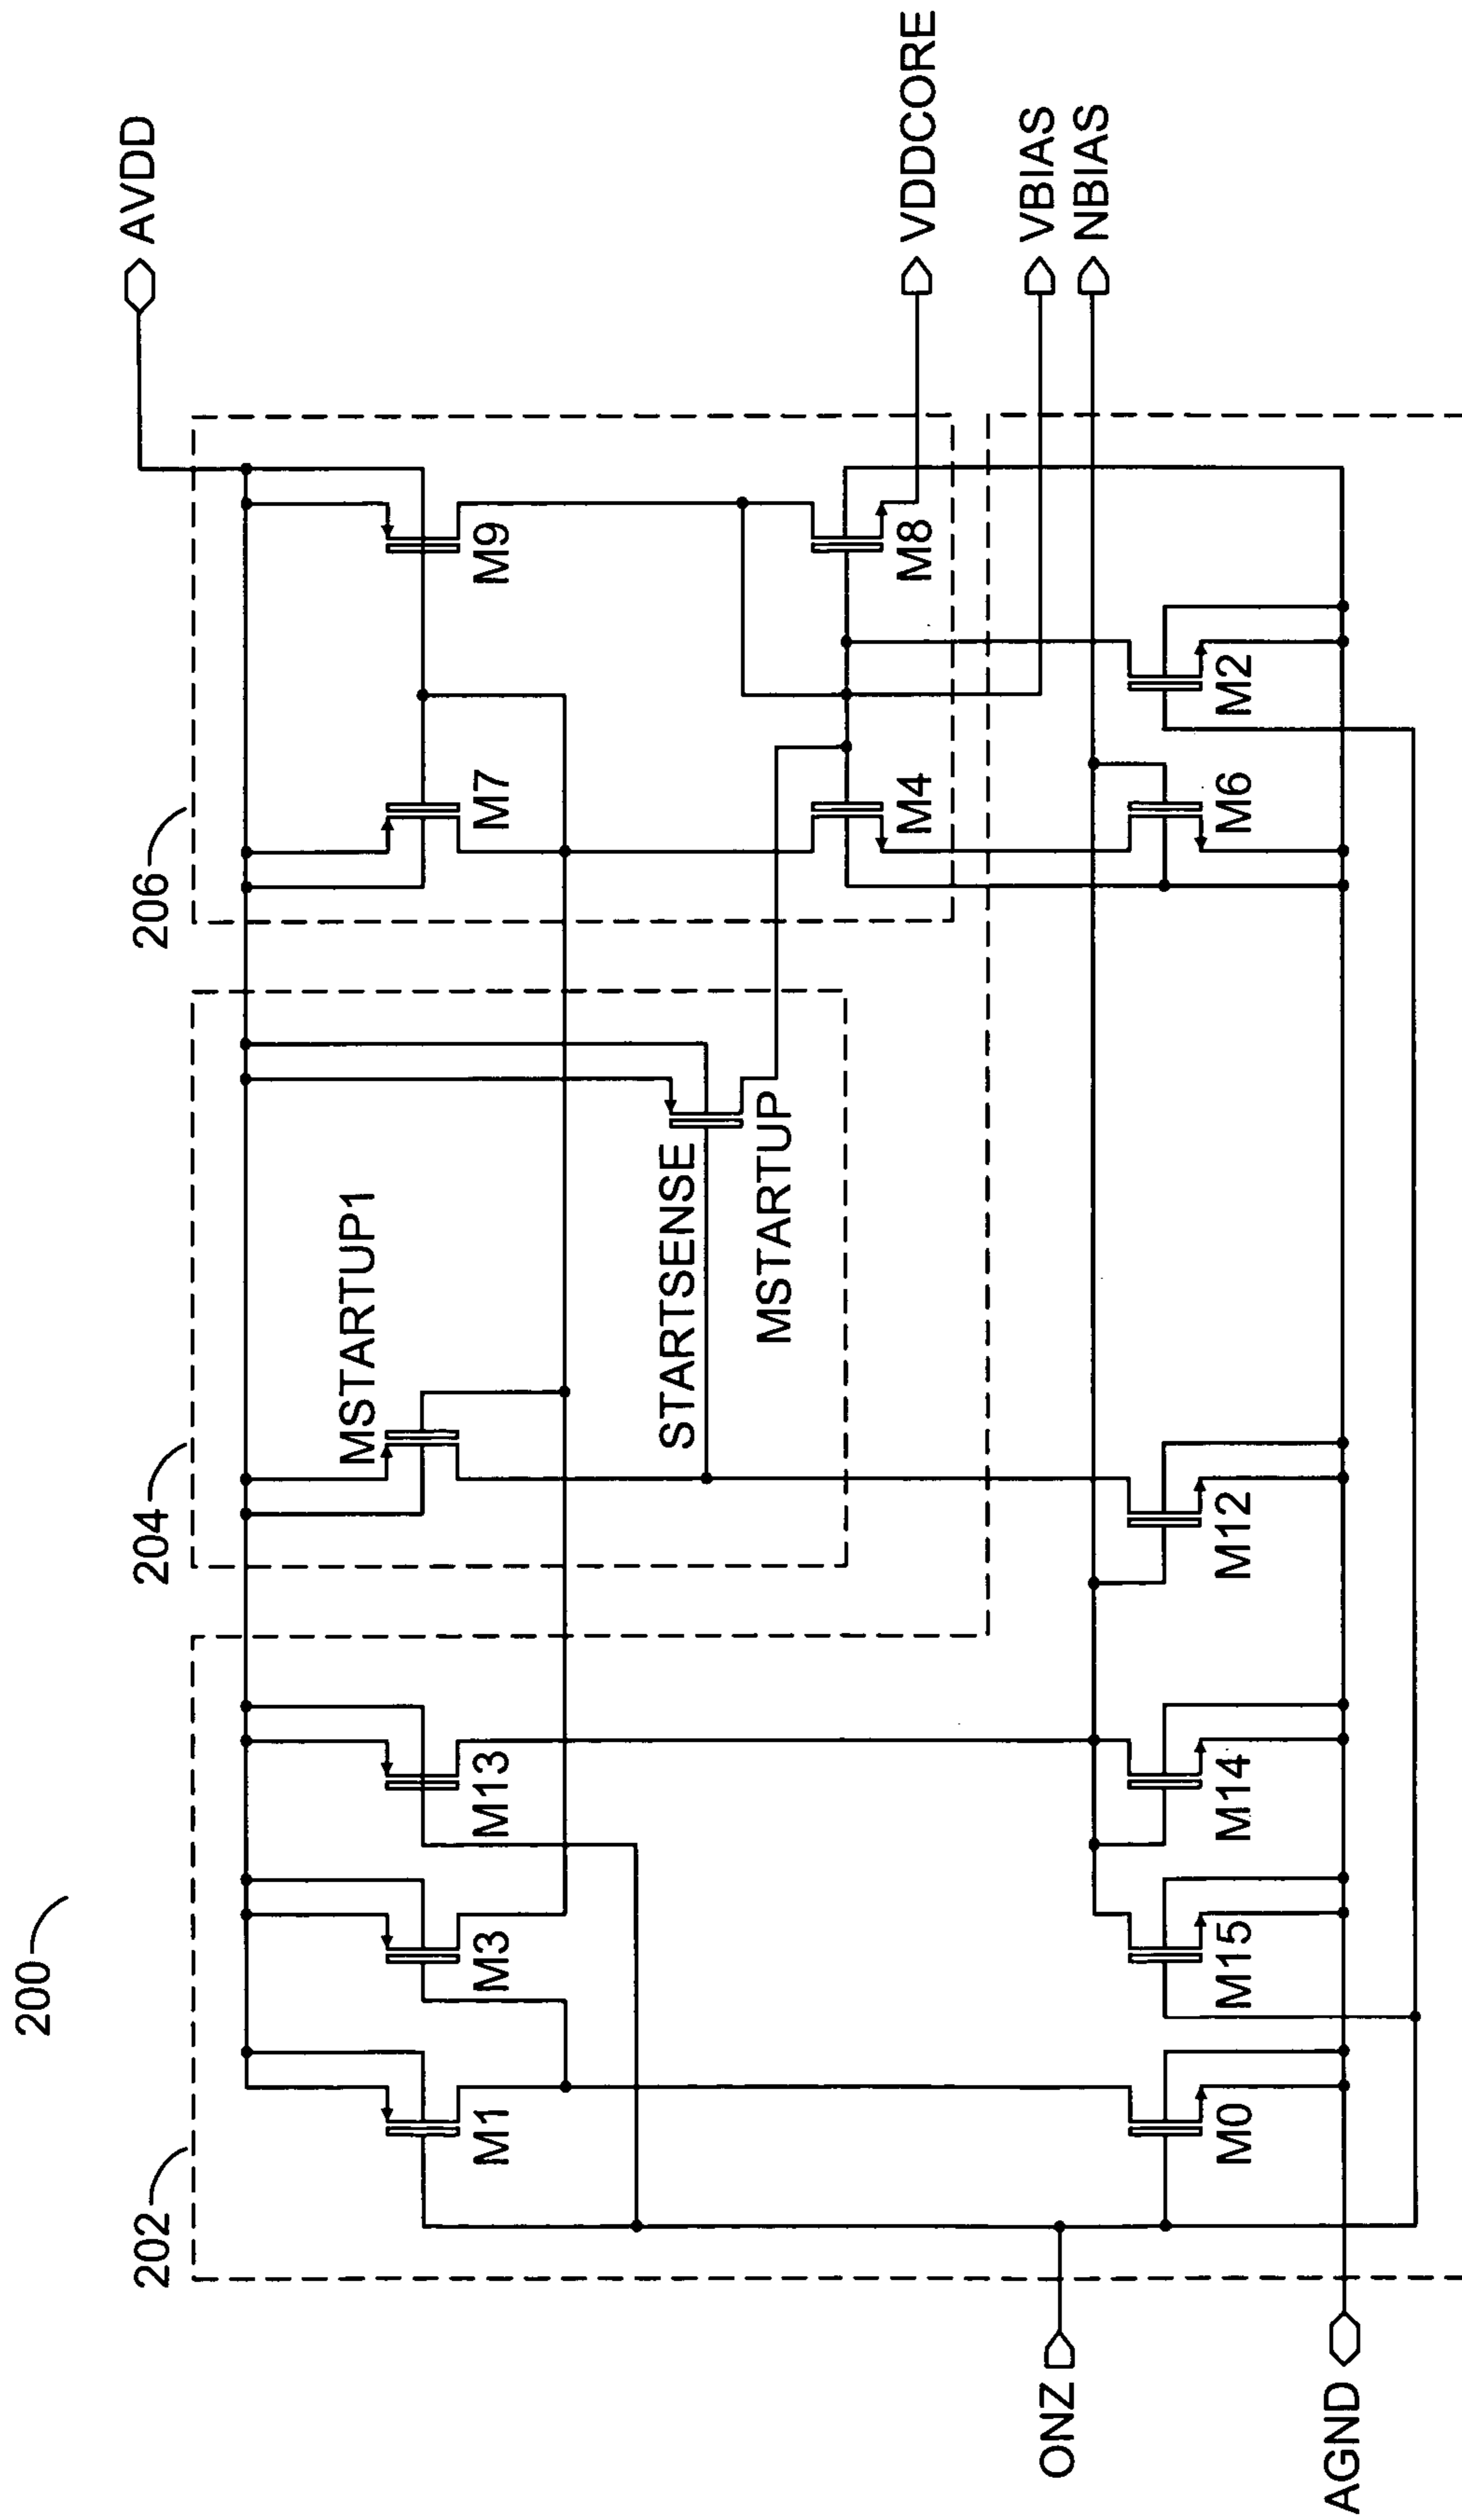 200
202
204
206
AVDD
MSTARTUP1
M1
M3
M13
M7
M9
STARTSENSE
MSTARTUP
M4
M8
VDDCORE
VBIAS
NBIAS
ONZ
M0
M15
M14
M12
M6
M2
AGND